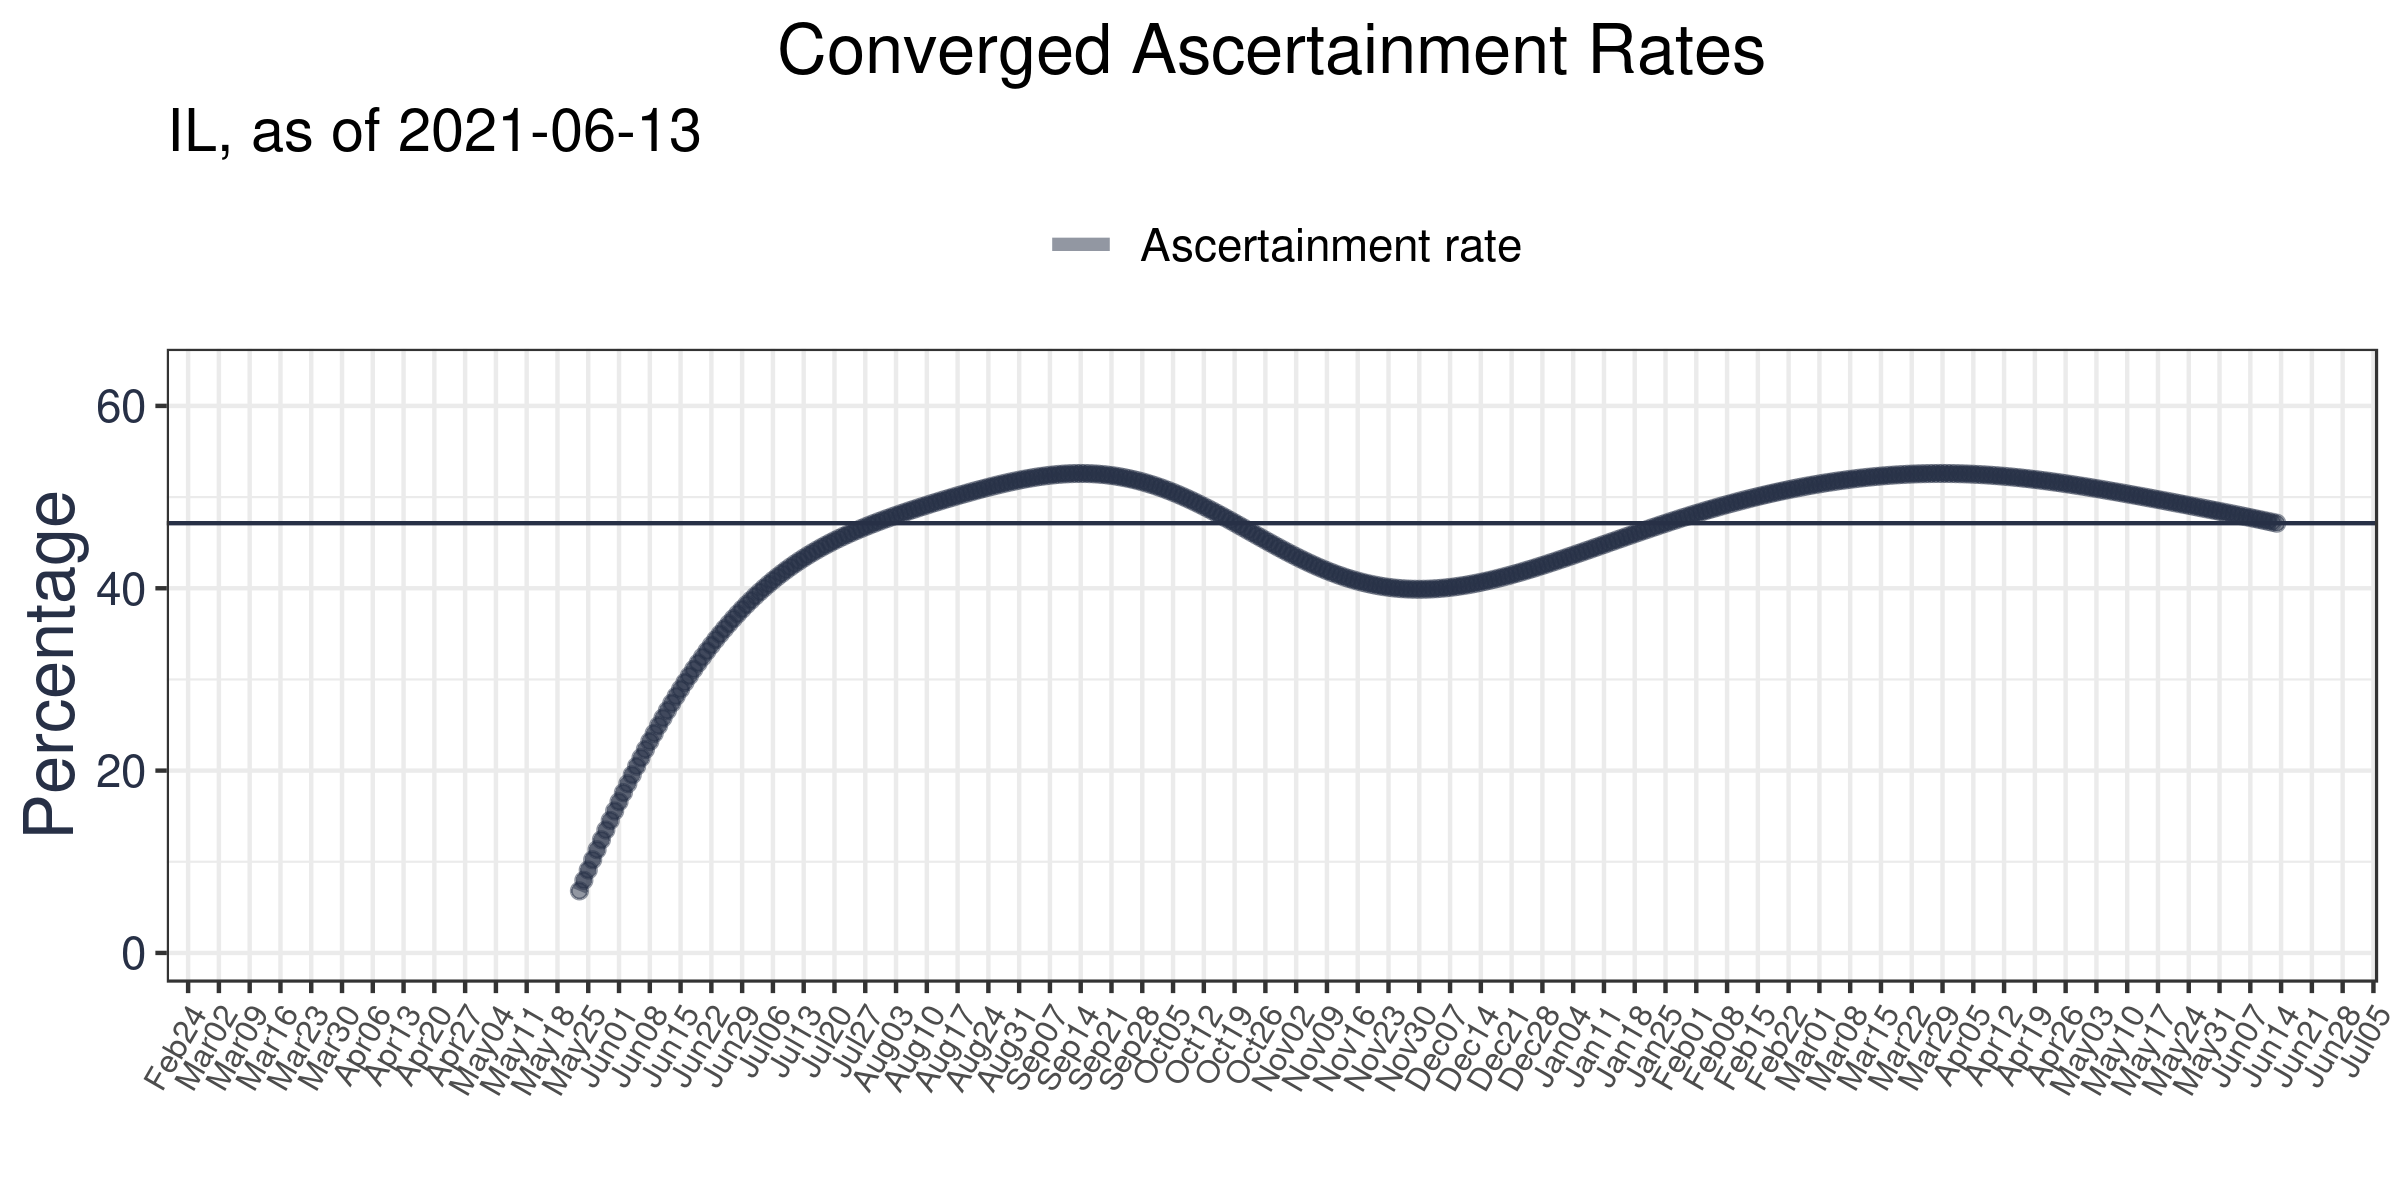 Converged Ascertainment Rates
IL, as of 2021-06-13
Ascertainment rate
Percentage
60
40
20
0
Feb24
Mar02
Mar09
Mar16
Mar23
Mar30
Apr06
Apr13
Apr20
Apr27
May04
May11
May18
May25
Jun01
Jun08
Jun15
Jun22
Jun29
Jul06
Jul13
Jul20
Jul27
Aug03
Aug10
Aug17
Aug24
Aug31
Sep07
Sep14
Sep21
Sep28
Oct05
Oct12
Oct19
Oct26
Nov02
Nov09
Nov16
Nov23
Nov30
Dec07
Dec14
Dec21
Dec28
Jan04
Jan11
Jan18
Jan25
Feb01
Feb08
Feb15
Feb22
Mar01
Mar08
Mar15
Mar22
Mar29
Apr05
Apr12
Apr19
Apr26
May03
May10
May17
May24
May31
Jun07
Jun14
Jun21
Jun28
Jul05